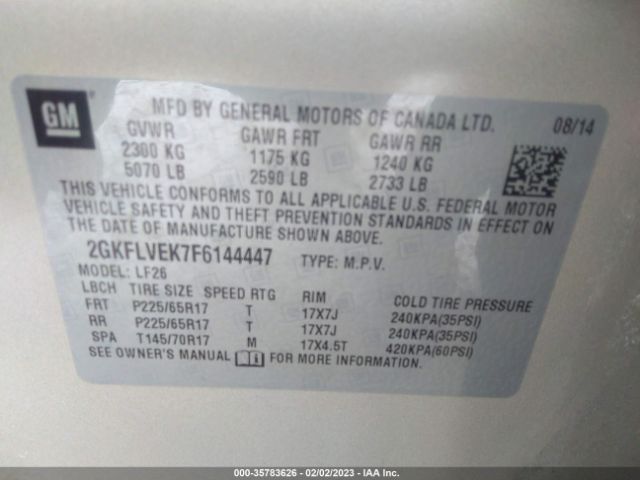 GM
MFD BY GENERAL MOTORS OF CANADA LTD. 08/14
GVWR GAWR FRT GAWR RR
2300 KG 1175 KG 1240 KG
5070 LB 2590 LB 2733 LB
THIS VEHICLE CONFORMS TO ALL APPLICABLE U.S. FEDERAL MOTOR
VEHICLE SAFETY AND THEFT PREVENTION STANDARDS IN EFFECT ON
THE DATE OF MANUFACTURE SHOWN ABOVE.
2GKFLVEK7F6144447 TYPE: M.P.V.
MODEL: LF26
LBCH TIRE SIZE SPEED RTG RIM COLD TIRE PRESSURE
FRT P225/65R17 T 17X7J 240KPA(35PSI)
RR P225/65R17 T 17X7J 240KPA(35PSI)
SPA T145/70R17 M 17X4.5T 420KPA(60PSI)
SEE OWNER'S MANUAL FOR MORE INFORMATION.
000-35783626 - 02/02/2023 - IAA Inc.